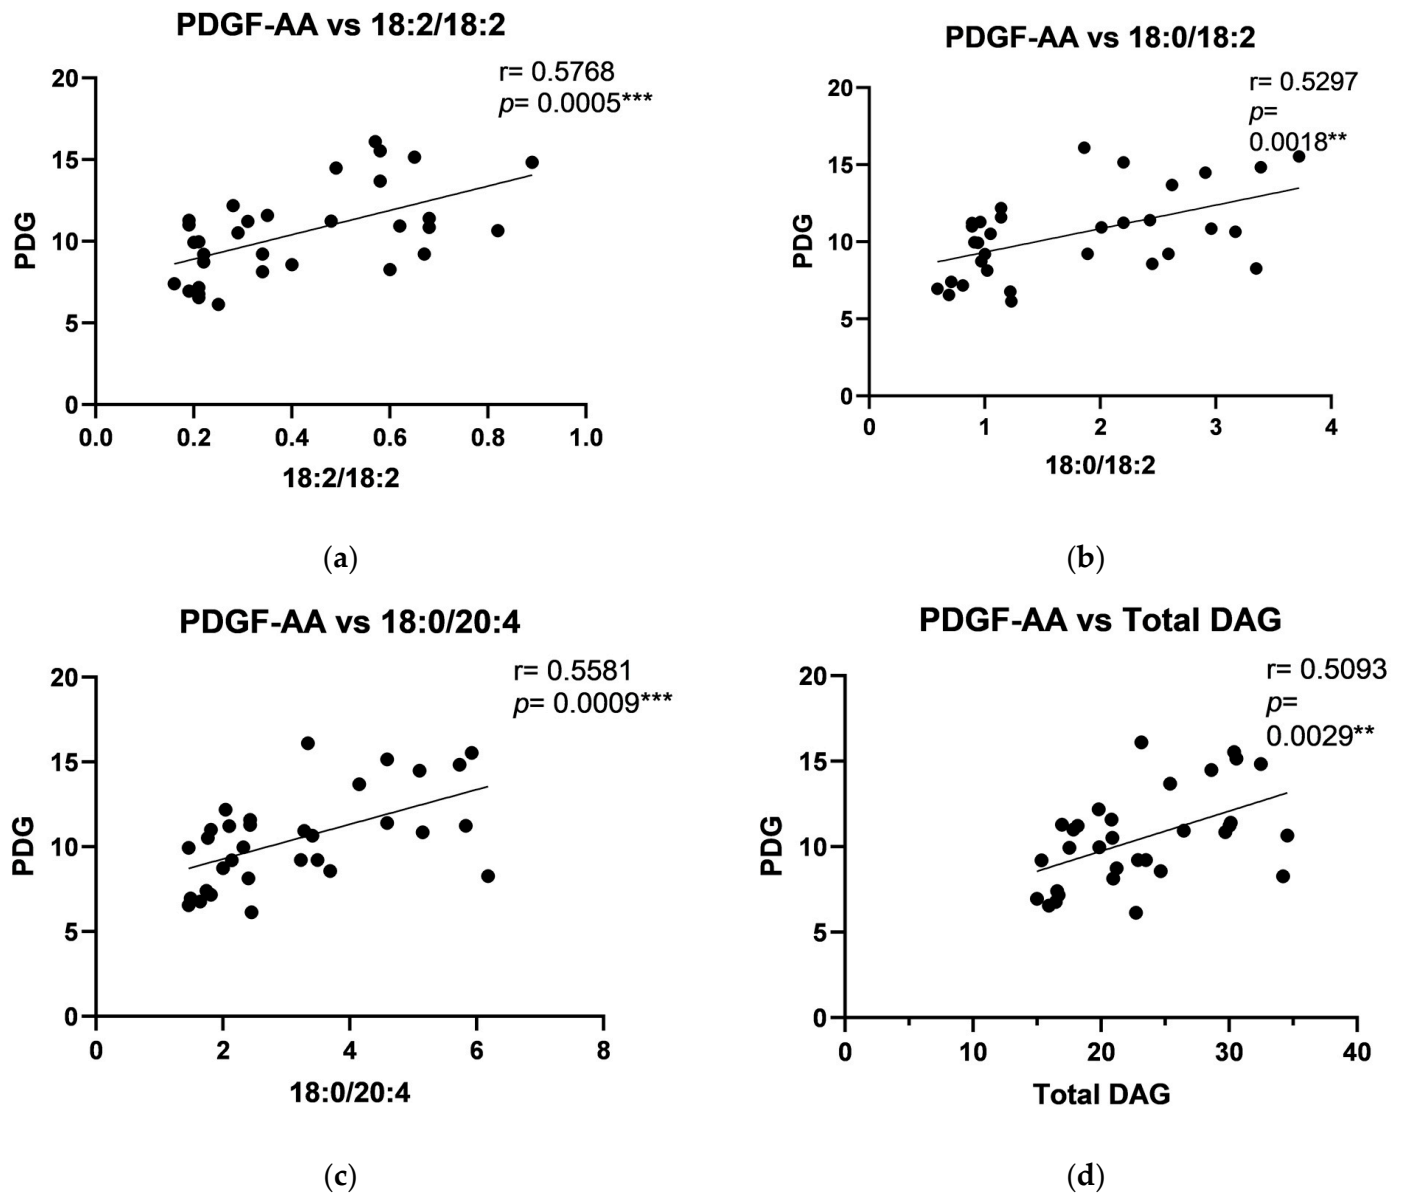 PDGF-AA vs 18:2/18:2
r= 0.5768
p= 0.0005***
20
15
10
5
0
PDG
0.0 0.2 0.4 0.6 0.8 1.0
18:2/18:2
(a)
PDGF-AA vs 18:0/18:2
r= 0.5297
p=
0.0018**
20
15
10
5
0
PDG
0 1 2 3 4
18:0/18:2
(b)
PDGF-AA vs 18:0/20:4
r= 0.5581
p= 0.0009***
20
15
10
5
0
PDG
0 2 4 6 8
18:0/20:4
(c)
PDGF-AA vs Total DAG
r= 0.5093
p=
0.0029**
20
15
10
5
0
PDG
0 10 20 30 40
Total DAG
(d)